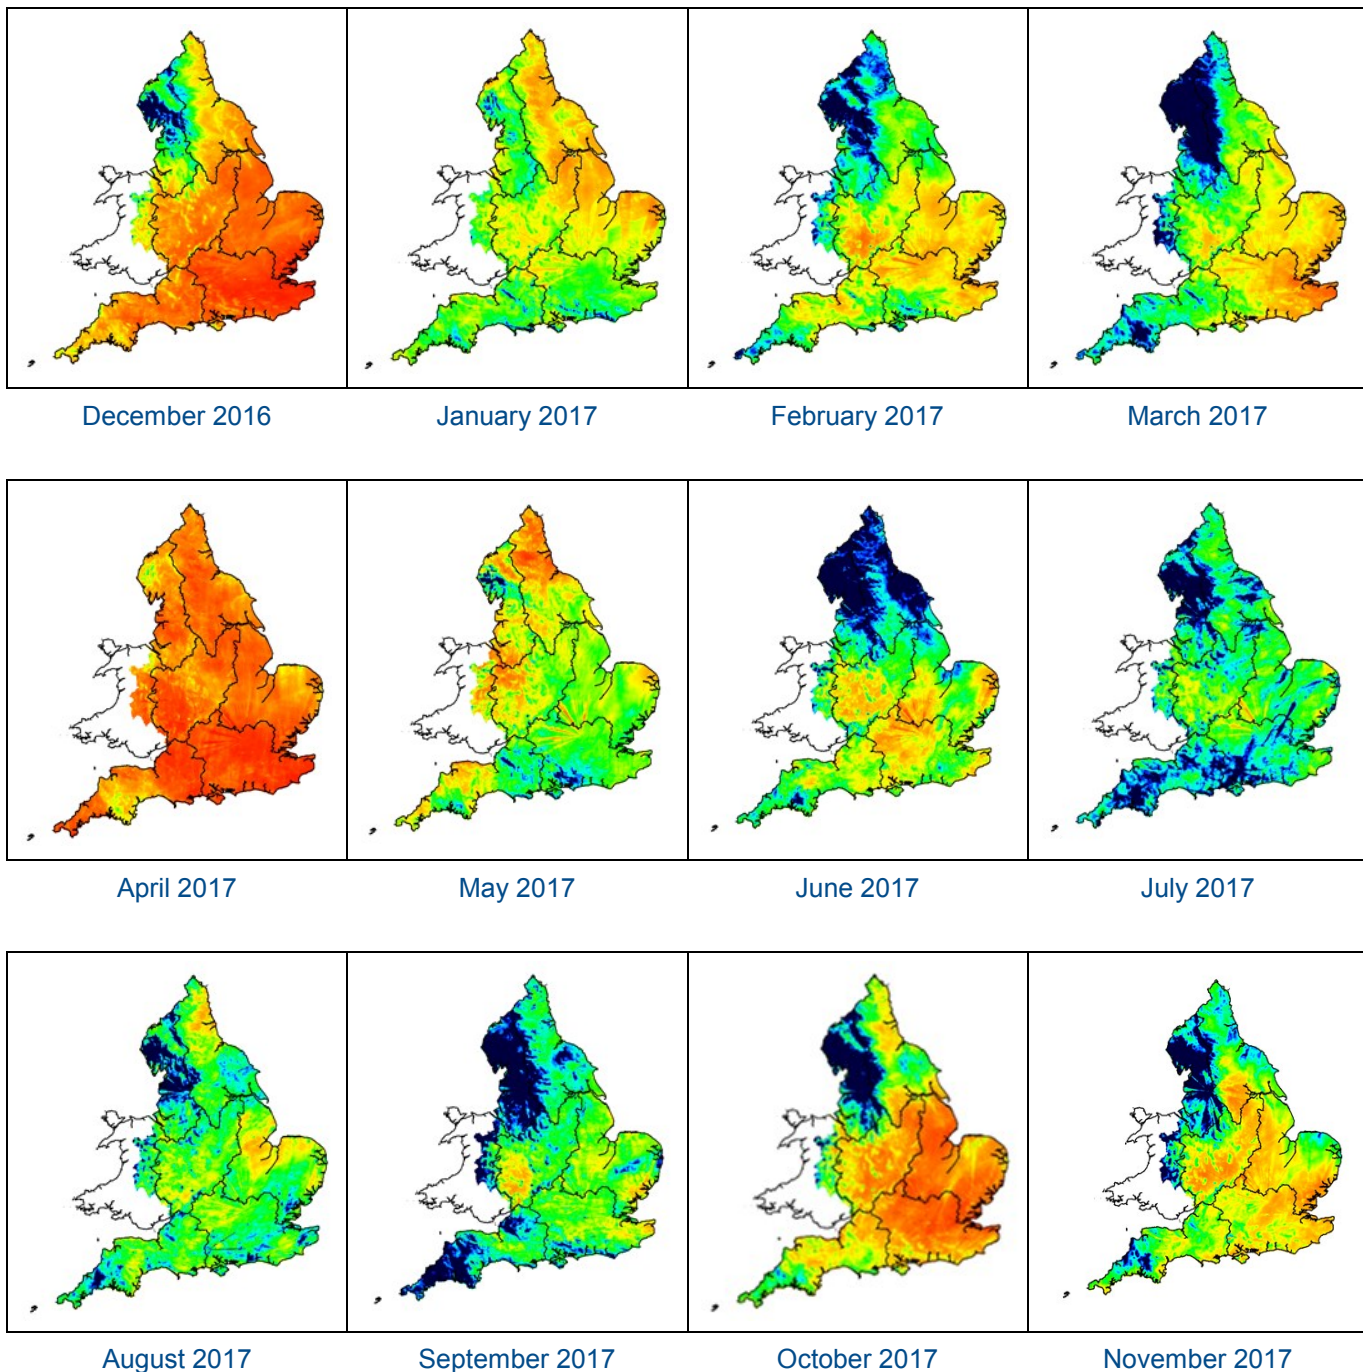 December 2016
January 2017
February 2017
March 2017
April 2017
May 2017
June 2017
July 2017
August 2017
September 2017
October 2017
November 2017